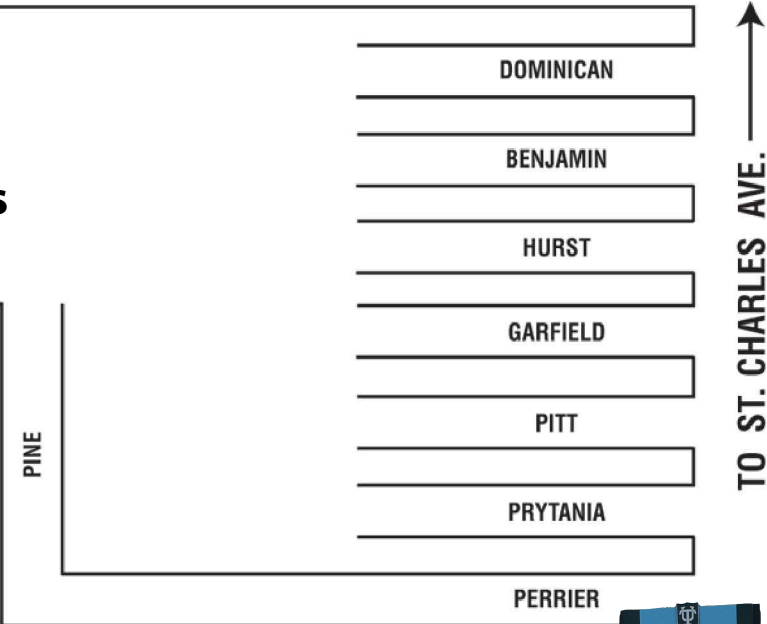 DOMINICAN
BENJAMIN
HURST
GARFIELD
PITT
PRYTANIA
PERRIER
PINE
TO ST. CHARLES AVE.